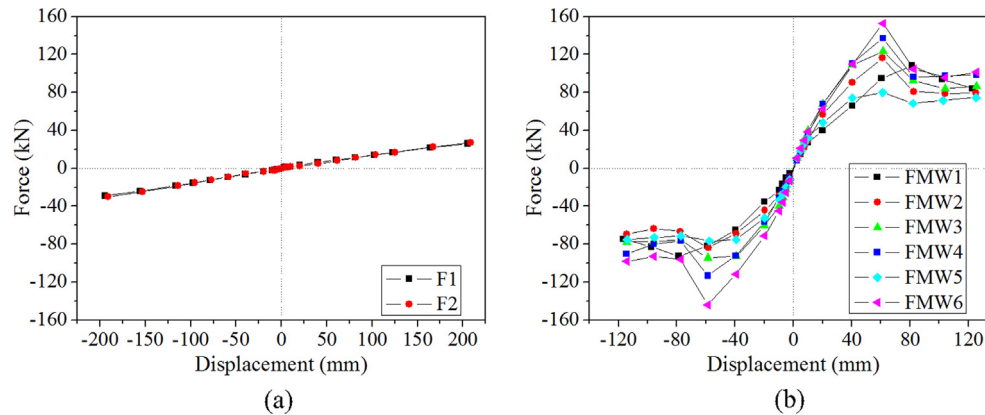 160
120
80
40
0
-40
-80
-120
-160
Force (kN)
-200 -150 -100 -50 0 50 100 150 200
Displacement (mm)
F1
F2
(a)
160
120
80
40
0
-40
-80
-120
-160
Force (kN)
-120 -80 -40 0 40 80 120
Displacement (mm)
FMW1
FMW2
FMW3
FMW4
FMW5
FMW6
(b)